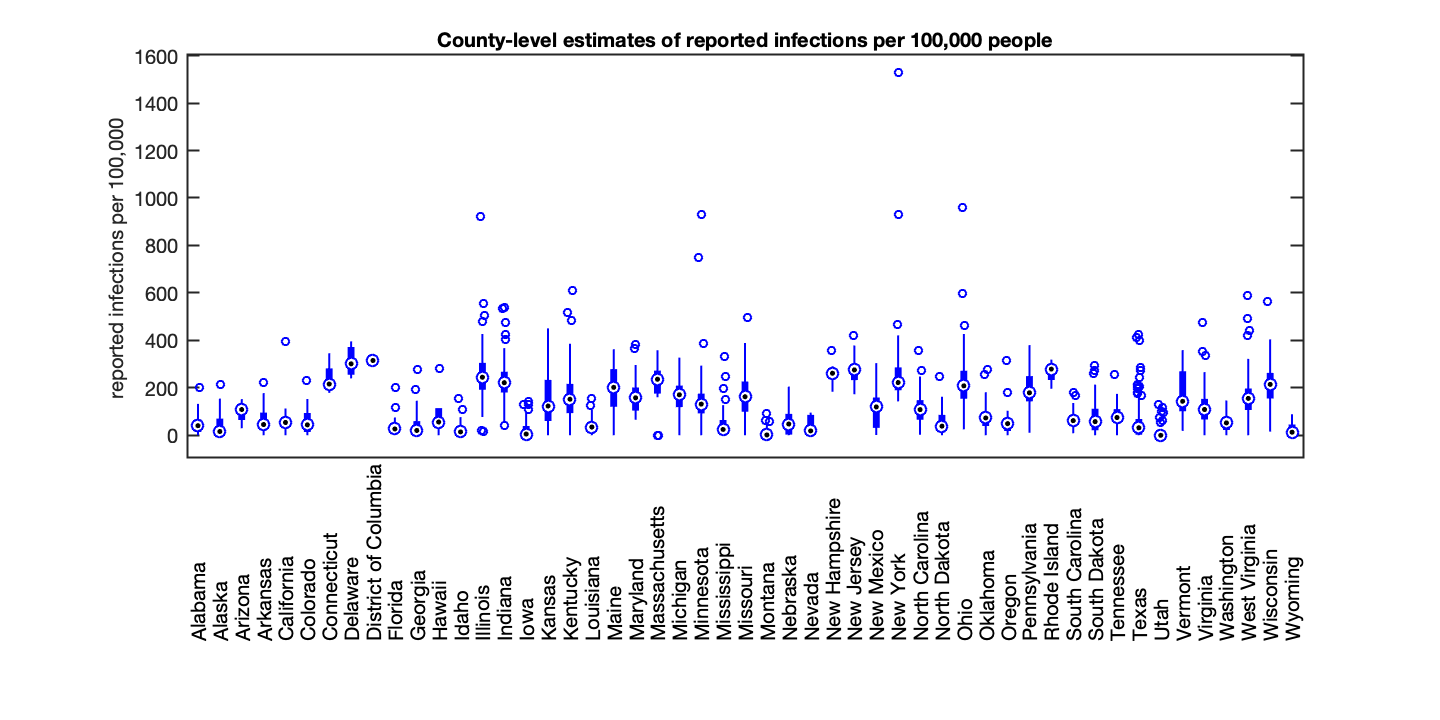 County-level estimates of reported infections per 100,000 people
reported infections per 100,000
1600
1400
1200
1000
800
600
400
200
0
Alabama
Alaska
Arizona
Arkansas
California
Colorado
Connecticut
Delaware
District of Columbia
Florida
Georgia
Hawaii
Idaho
Illinois
Indiana
Iowa
Kansas
Kentucky
Louisiana
Maine
Maryland
Massachusetts
Michigan
Minnesota
Mississippi
Missouri
Montana
Nebraska
Nevada
New Hampshire
New Jersey
New Mexico
New York
North Carolina
North Dakota
Ohio
Oklahoma
Oregon
Pennsylvania
Rhode Island
South Carolina
South Dakota
Tennessee
Texas
Utah
Vermont
Virginia
Washington
West Virginia
Wisconsin
Wyoming